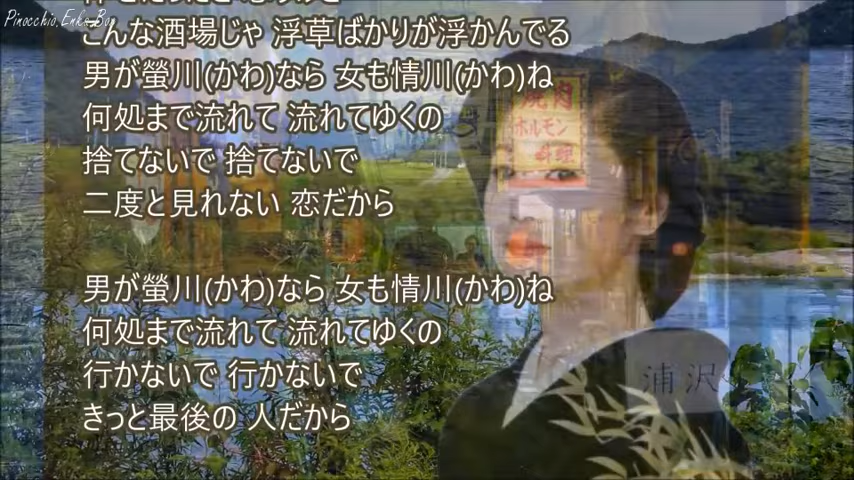 Pinocchio.Enka.Bo
こんな酒場じゃ 浮草ばかりが浮かんでる
男が螢川(かわ)なら 女も情川(かわ)ね
何処まで流れて 流れてゆくの
捨てないで 捨てないで
二度と見れない 恋だから
男が螢川(かわ)なら 女も情川(かわ)ね
何処まで流れて 流れてゆくの
行かないで 行かないで
きっと最後の 人だから
焼肉
ホルモン
料理
浦沢